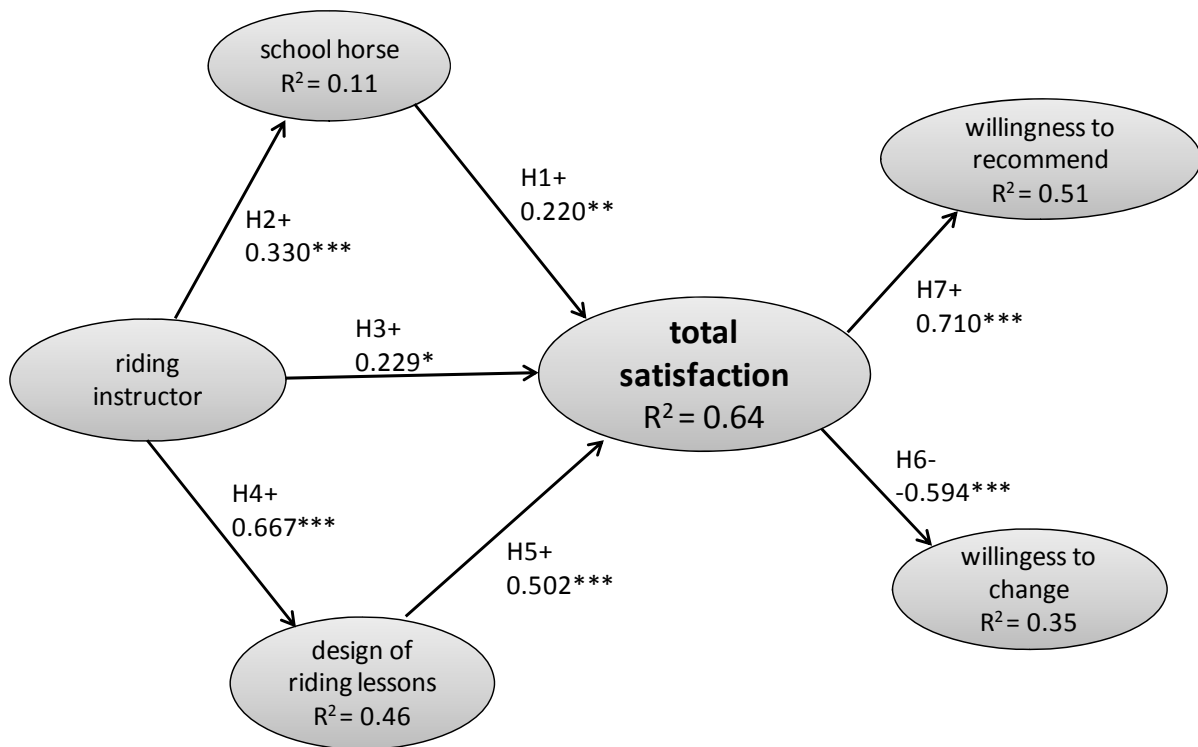 school horse
R² = 0.11
willingness to
recommend
R² = 0.51
H1+
0.220**
H2+
0.330***
H7+
0.710***
H3+
0.229*
total
satisfaction
R² = 0.64
riding
instructor
H6-
-0.594***
H4+
0.667***
H5+
0.502***
willingess to
change
R² = 0.35
design of
riding lessons
R² = 0.46